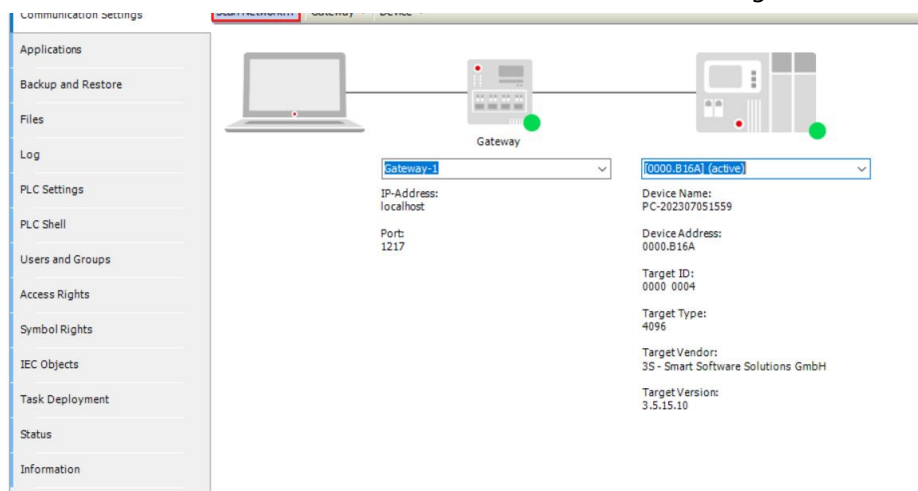 Communication Settings
Scan Network... Gateway Device
Applications
Backup and Restore
Files
Log
PLC Settings
PLC Shell
Users and Groups
Access Rights
Symbol Rights
IEC Objects
Task Deployment
Status
Information
Gateway
Gateway-1
IP-Address:
localhost
Port:
1217
[0000.B16A] (active)
Device Name:
PC-202307051559
Device Address:
0000.B16A
Target ID:
0000 0004
Target Type:
4096
Target Vendor:
3S - Smart Software Solutions GmbH
Target Version:
3.5.15.10